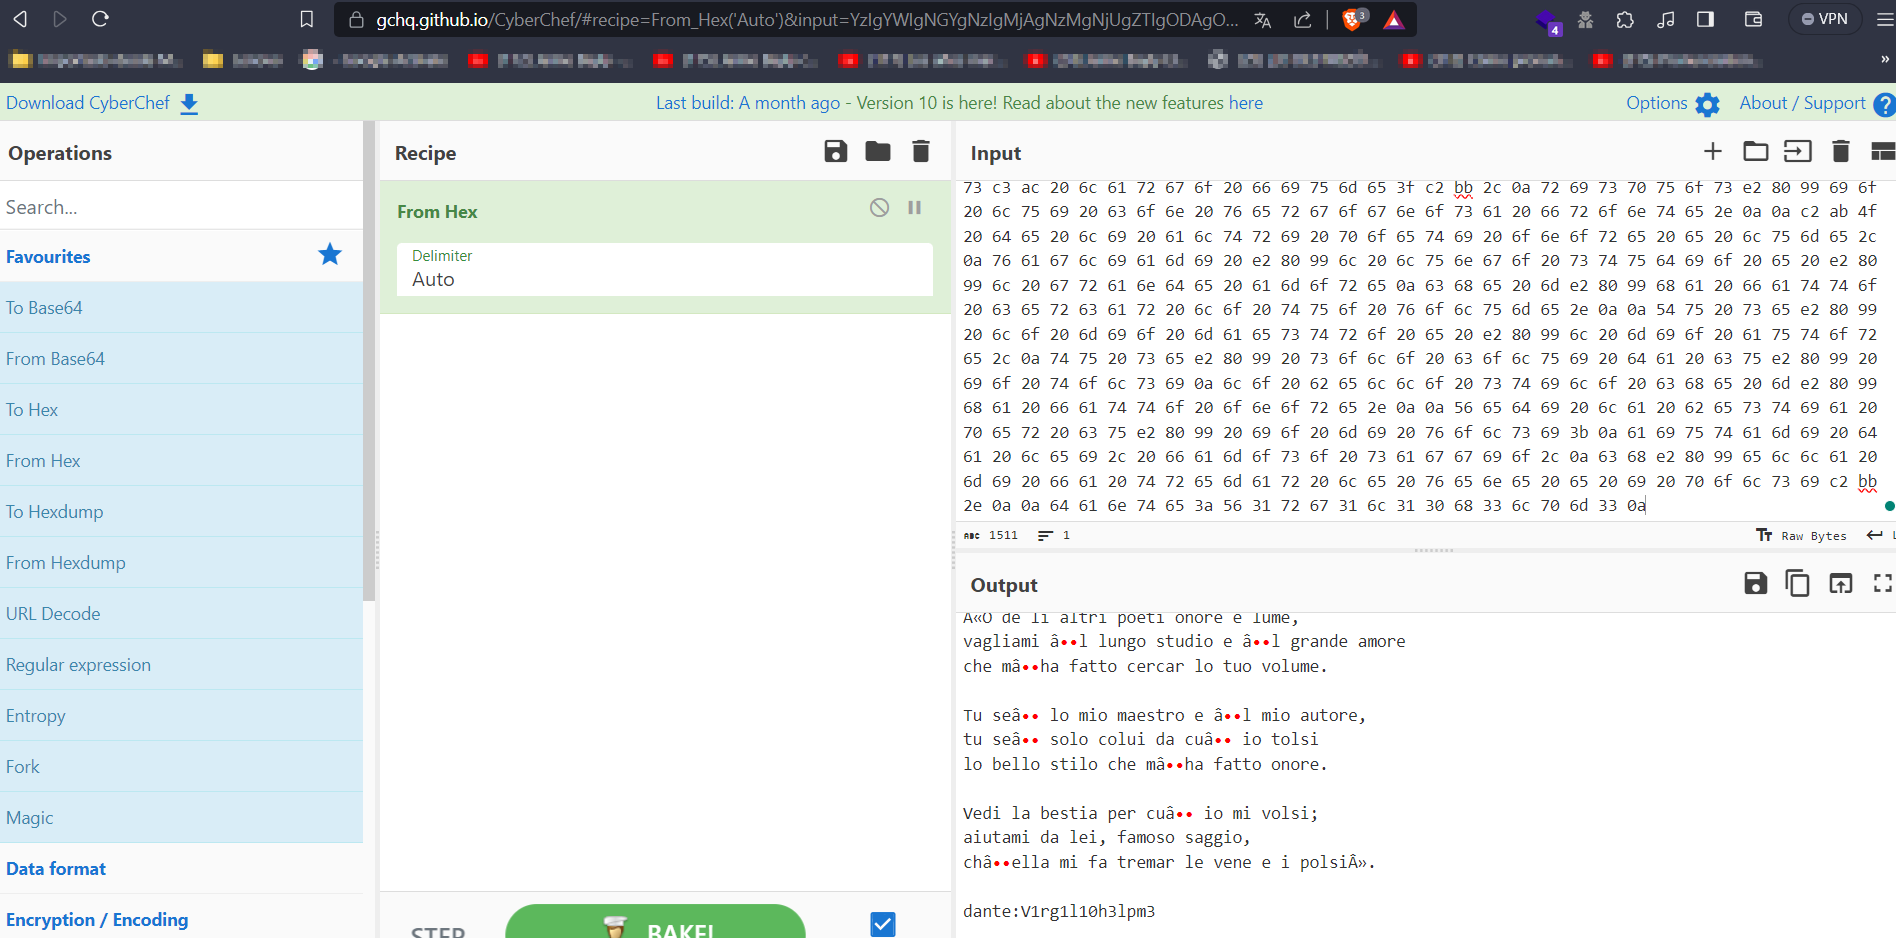 gchq.github.io/CyberChef/#recipe=From_Hex('Auto')&input=YzIgYWIgNGYgNzIgMjAgNzMgNjUgZTIgODAgO...
3
4
VPN
»
Download CyberChef
Last build: A month ago - Version 10 is here! Read about the new features here
Options
About / Support
Operations
Search...
Favourites
To Base64
From Base64
To Hex
From Hex
To Hexdump
From Hexdump
URL Decode
Regular expression
Entropy
Fork
Magic
Data format
Encryption / Encoding
Recipe
From Hex
Delimiter
Auto
STEP
BAKE!
Input
73 c3 ac 20 6c 61 72 67 6f 20 66 69 75 6d 65 3f c2 bb 2c 0a 72 69 73 70 75 6f 73 e2 80 99 69 6f
20 6c 75 69 20 63 6f 6e 20 76 65 72 67 6f 67 6e 6f 73 61 20 66 72 6f 6e 74 65 2e 0a 0a c2 ab 4f
20 64 65 20 6c 69 20 61 6c 74 72 69 20 70 6f 65 74 69 20 6f 6e 6f 72 65 20 65 20 6c 75 6d 65 2c
0a 76 61 67 6c 69 61 6d 69 20 e2 80 99 6c 20 6c 75 6e 67 6f 20 73 74 75 64 69 6f 20 65 20 e2 80
99 6c 20 67 72 61 6e 64 65 20 61 6d 6f 72 65 0a 63 68 65 20 6d e2 80 99 68 61 20 66 61 74 74 6f
20 63 65 72 63 61 72 20 6c 6f 20 74 75 6f 20 76 6f 6c 75 6d 65 2e 0a 0a 54 75 20 73 65 e2 80 99
20 6c 6f 20 6d 69 6f 20 6d 61 65 73 74 72 6f 20 65 20 e2 80 99 6c 20 6d 69 6f 20 61 75 74 6f 72
65 2c 0a 74 75 20 73 65 e2 80 99 20 73 6f 6c 6f 20 63 6f 6c 75 69 20 64 61 20 63 75 e2 80 99 20
69 6f 20 74 6f 6c 73 69 0a 6c 6f 20 62 65 6c 6c 6f 20 73 74 69 6c 6f 20 63 68 65 20 6d e2 80 99
68 61 20 66 61 74 74 6f 20 6f 6e 6f 72 65 2e 0a 0a 56 65 64 69 20 6c 61 20 62 65 73 74 69 61 20
70 65 72 20 63 75 e2 80 99 20 69 6f 20 6d 69 20 76 6f 6c 73 69 3b 0a 61 69 75 74 61 6d 69 20 64
61 20 6c 65 69 2c 20 66 61 6d 6f 73 6f 20 73 61 67 67 69 6f 2c 0a 63 68 e2 80 99 65 6c 6c 61 20
6d 69 20 66 61 20 74 72 65 6d 61 72 20 6c 65 20 76 65 6e 65 20 65 20 69 20 70 6f 6c 73 69 c2 bb
2e 0a 0a 64 61 6e 74 65 3a 56 31 72 67 31 6c 31 30 68 33 6c 70 6d 33 0a
ABC 1511 1
Raw Bytes
Output
Â«O de li altri poeti onore e lume,
vagliami â••l lungo studio e â••l grande amore
che mâ••ha fatto cercar lo tuo volume.
Tu seâ•• lo mio maestro e â••l mio autore,
tu seâ•• solo colui da cuâ•• io tolsi
lo bello stilo che mâ••ha fatto onore.
Vedi la bestia per cuâ•• io mi volsi;
aiutami da lei, famoso saggio,
châ••ella mi fa tremar le vene e i polsiÂ».
dante:V1rg1l10h3lpm3